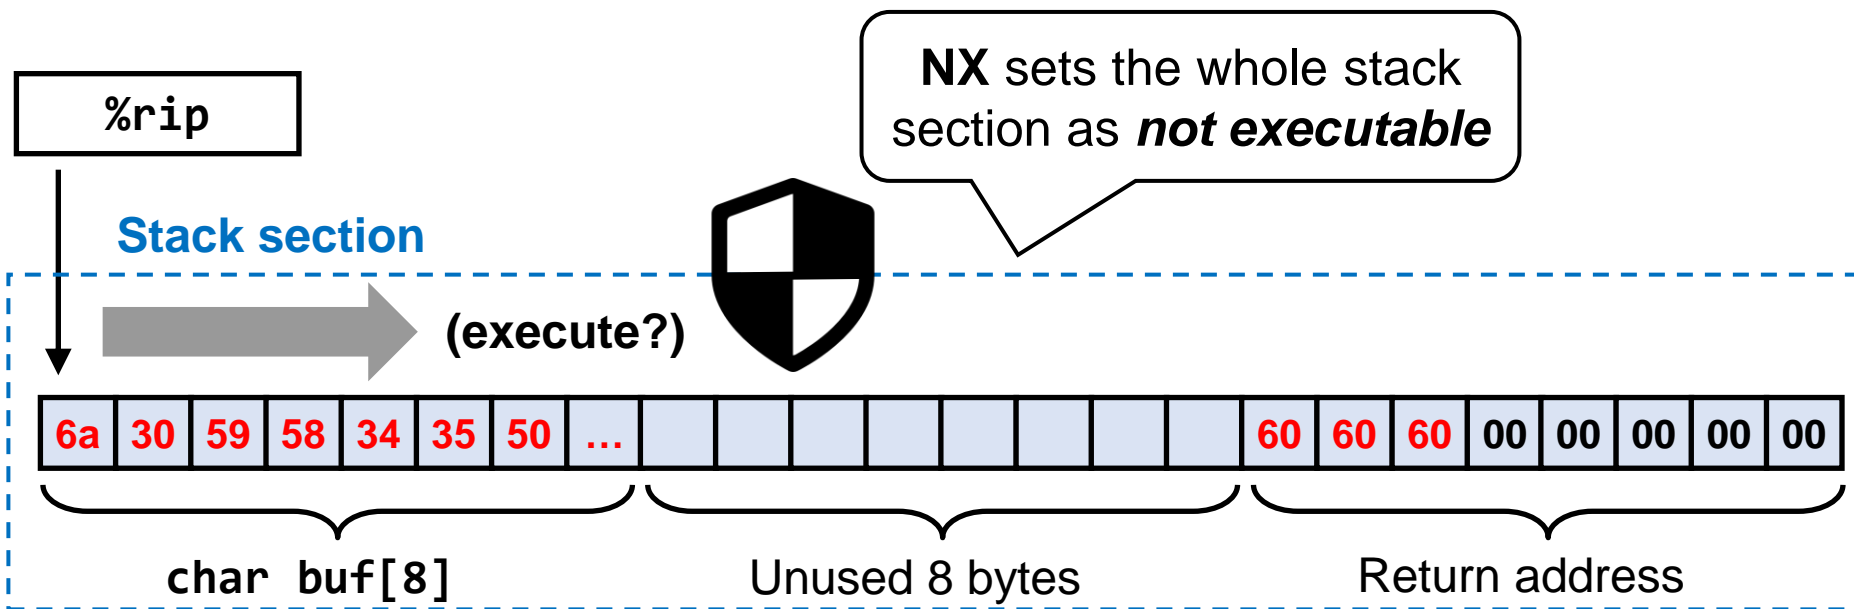 NX sets the whole stack
section as not executable
%rip
Stack section
(execute?)
6a 30 59 58 34 35 50 ... 60 60 60 00 00 00 00 00
char buf[8] Unused 8 bytes Return address